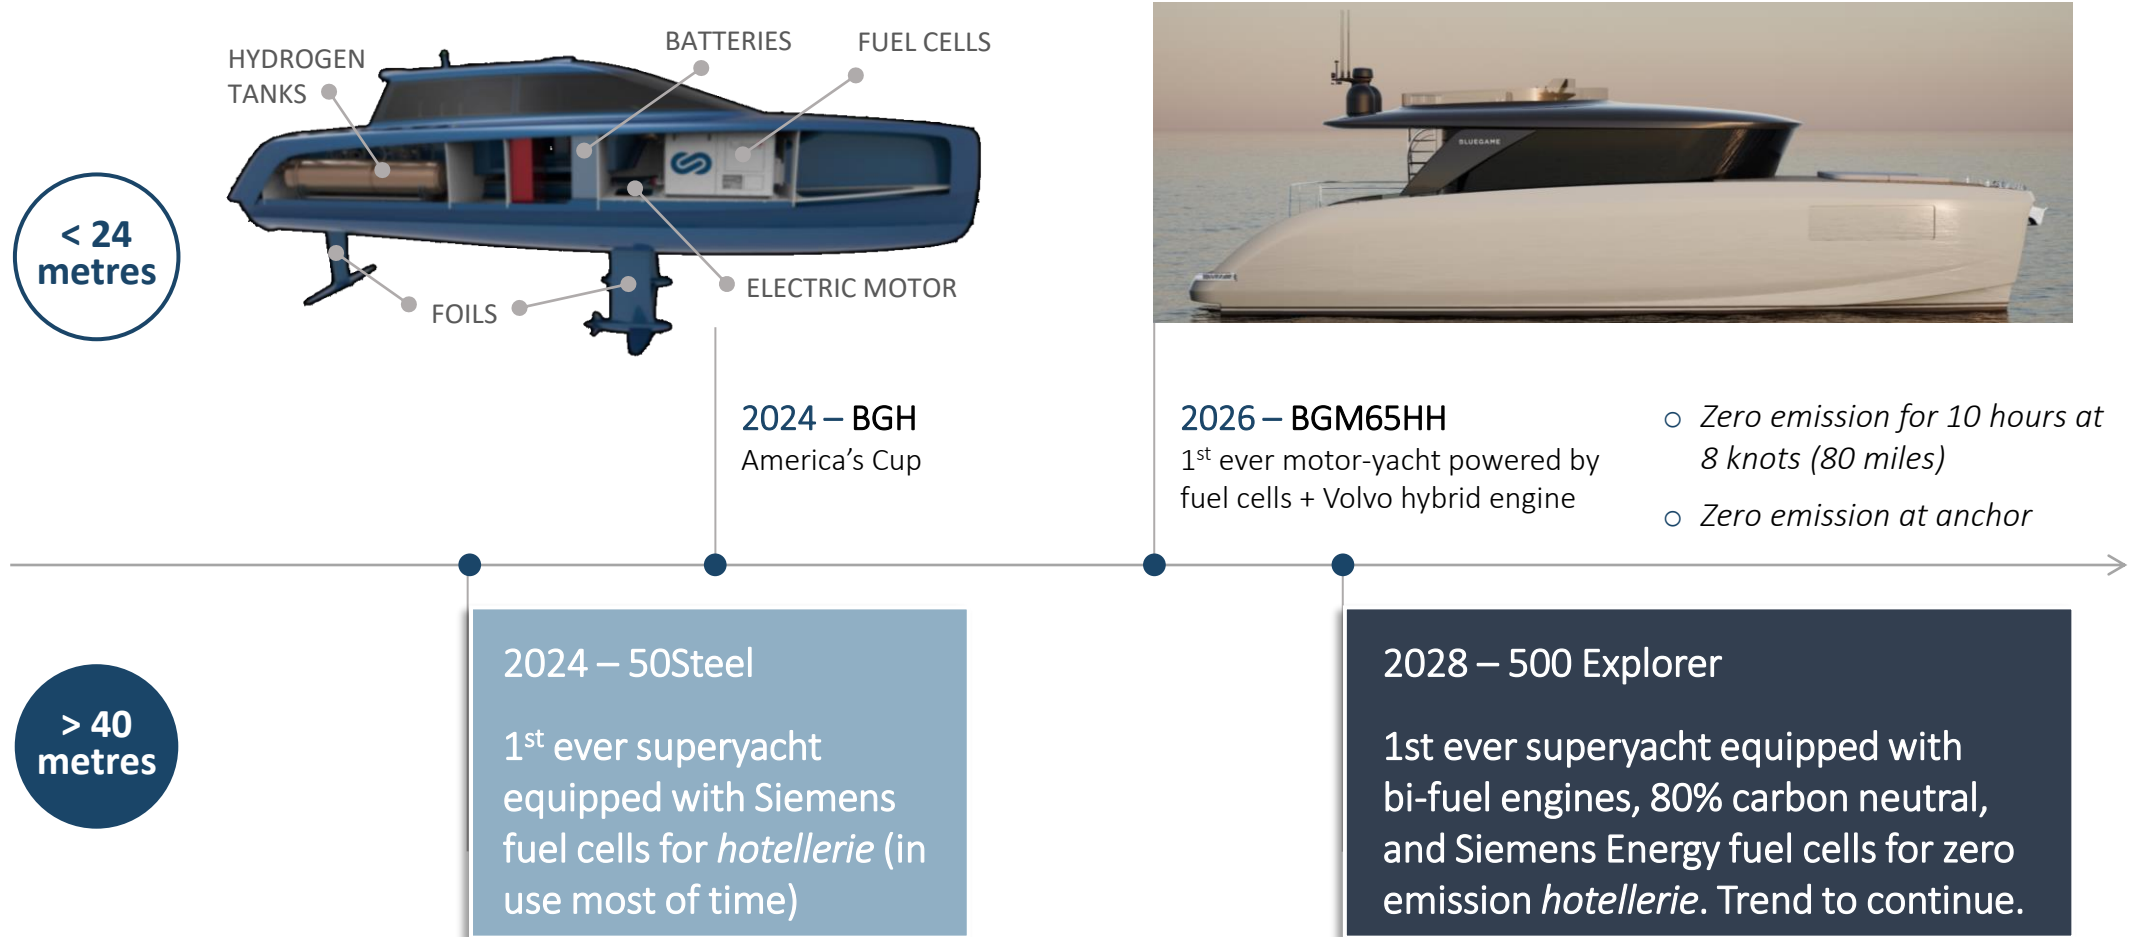 HYDROGEN
TANKS
BATTERIES
FUEL CELLS
FOILS
ELECTRIC MOTOR
BLUEGAME
< 24
metres
2024 – BGH
America’s Cup
2026 – BGM65HH
1st ever motor-yacht powered by
fuel cells + Volvo hybrid engine
o Zero emission for 10 hours at
8 knots (80 miles)
o Zero emission at anchor
> 40
metres
2024 – 50Steel
1st ever superyacht
equipped with Siemens
fuel cells for hotellerie (in
use most of time)
2028 – 500 Explorer
1st ever superyacht equipped with
bi-fuel engines, 80% carbon neutral,
and Siemens Energy fuel cells for zero
emission hotellerie. Trend to continue.